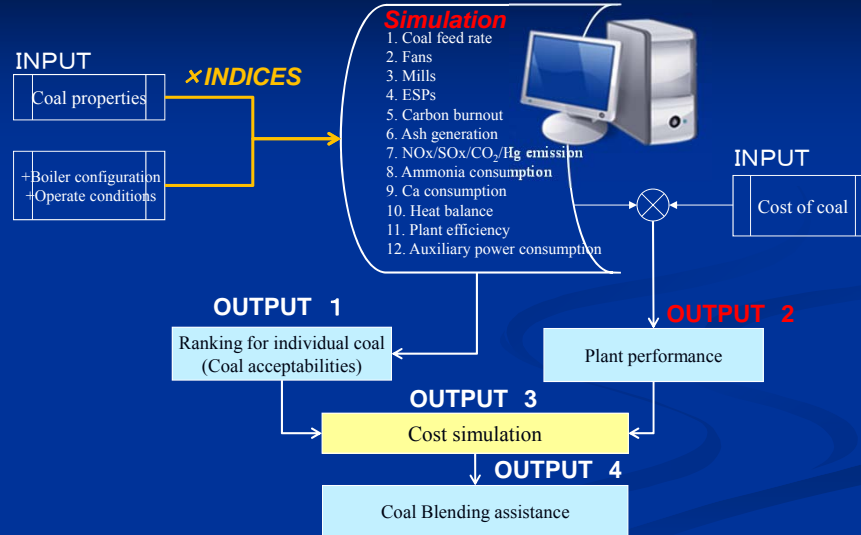 Simulation
1. Coal feed rate
2. Fans
3. Mills
4. ESPs
5. Carbon burnout
6. Ash generation
7. NOx/SOx/CO₂/Hg emission
8. Ammonia consumption
9. Ca consumption
10. Heat balance
11. Plant efficiency
12. Auxiliary power consumption
INPUT
Coal properties
×INDICES
+Boiler configuration
+Operate conditions
INPUT
Cost of coal
OUTPUT 1
Ranking for individual coal
(Coal acceptabilities)
OUTPUT 2
Plant performance
OUTPUT 3
Cost simulation
OUTPUT 4
Coal Blending assistance